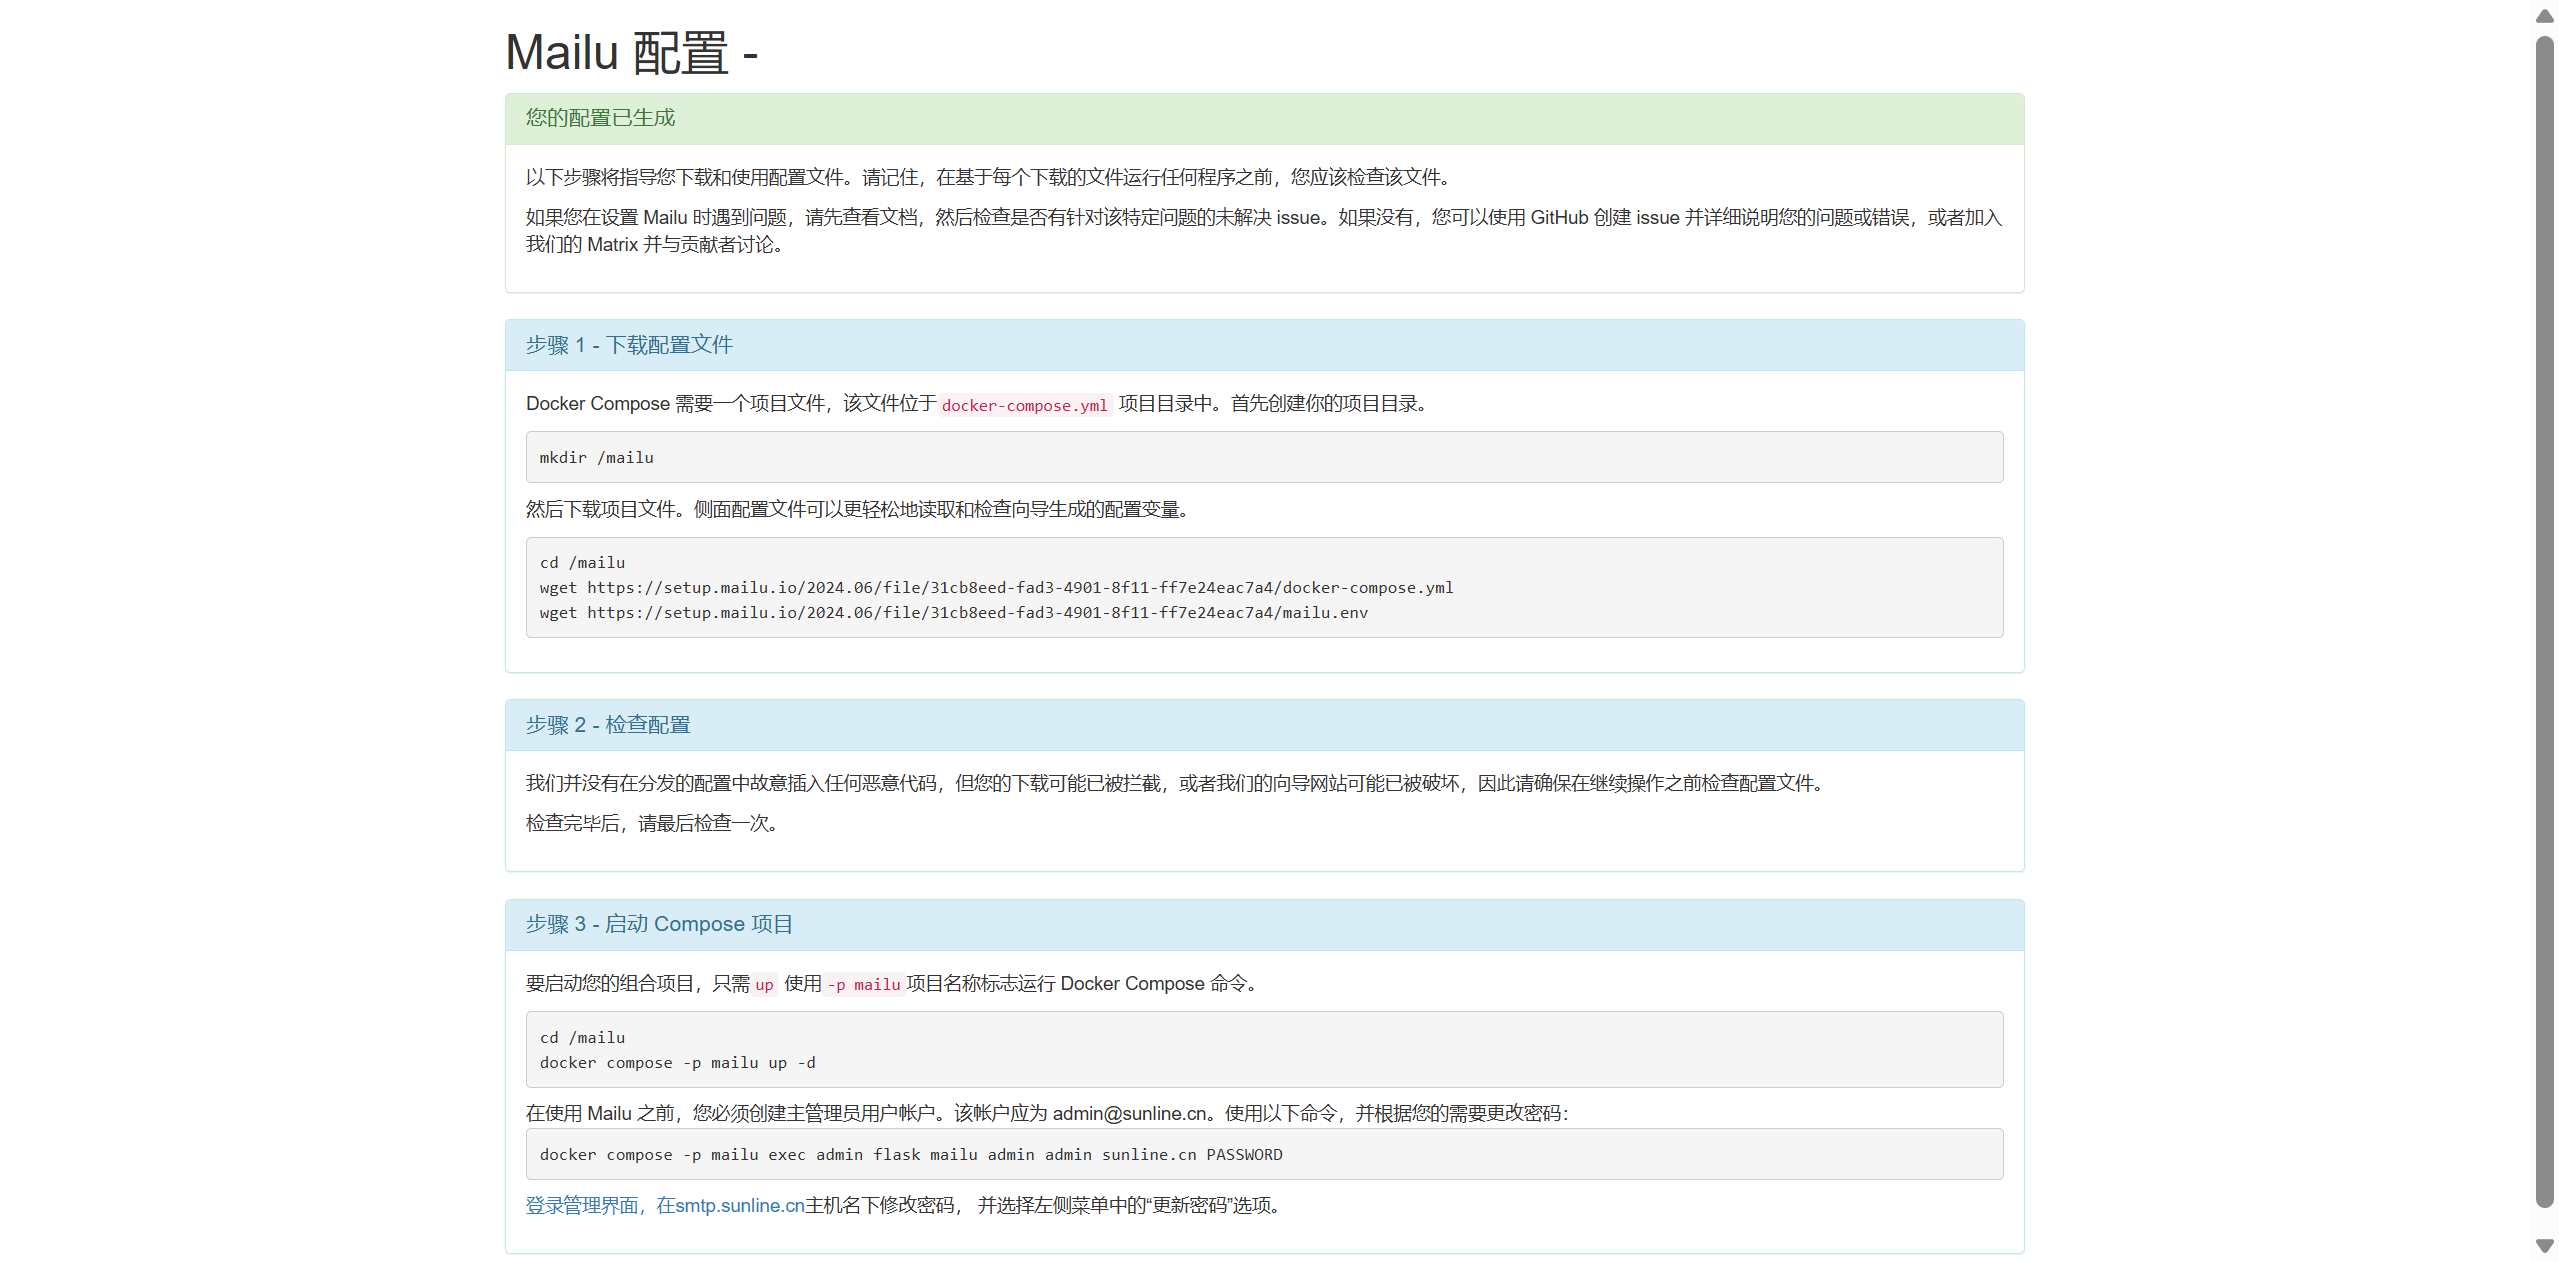 Mailu 配置 -
您的配置已生成
以下步骤将指导您下载和使用配置文件。请记住，在基于每个下载的文件运行任何程序之前，您应该检查该文件。
如果您在设置 Mailu 时遇到问题，请先查看文档，然后检查是否有针对该特定问题的未解决 issue。如果没有，您可以使用 GitHub 创建 issue 并详细说明您的问题或错误，或者加入
我们的 Matrix 并与贡献者讨论。
步骤 1 - 下载配置文件
Docker Compose 需要一个项目文件，该文件位于 docker-compose.yml 项目目录中。首先创建你的项目目录。
mkdir /mailu
然后下载项目文件。侧面配置文件可以更轻松地读取和检查向导生成的配置变量。
cd /mailu
wget https://setup.mailu.io/2024.06/file/31cb8eed-fad3-4901-8f11-ff7e24eac7a4/docker-compose.yml
wget https://setup.mailu.io/2024.06/file/31cb8eed-fad3-4901-8f11-ff7e24eac7a4/mailu.env
步骤 2 - 检查配置
我们并没有在分发的配置中故意插入任何恶意代码，但您的下载可能已被拦截，或者我们的向导网站可能已被破坏，因此请确保在继续操作之前检查配置文件。
检查完毕后，请最后检查一次。
步骤 3 - 启动 Compose 项目
要启动您的组合项目，只需 up 使用 -p mailu 项目名称标志运行 Docker Compose 命令。
cd /mailu
docker compose -p mailu up -d
在使用 Mailu 之前，您必须创建主管理员用户帐户。该帐户应为 admin@sunline.cn。使用以下命令，并根据您的需要更改密码：
docker compose -p mailu exec admin flask mailu admin admin sunline.cn PASSWORD
登录管理界面，在smtp.sunline.cn主机名下修改密码， 并选择左侧菜单中的“更新密码”选项。